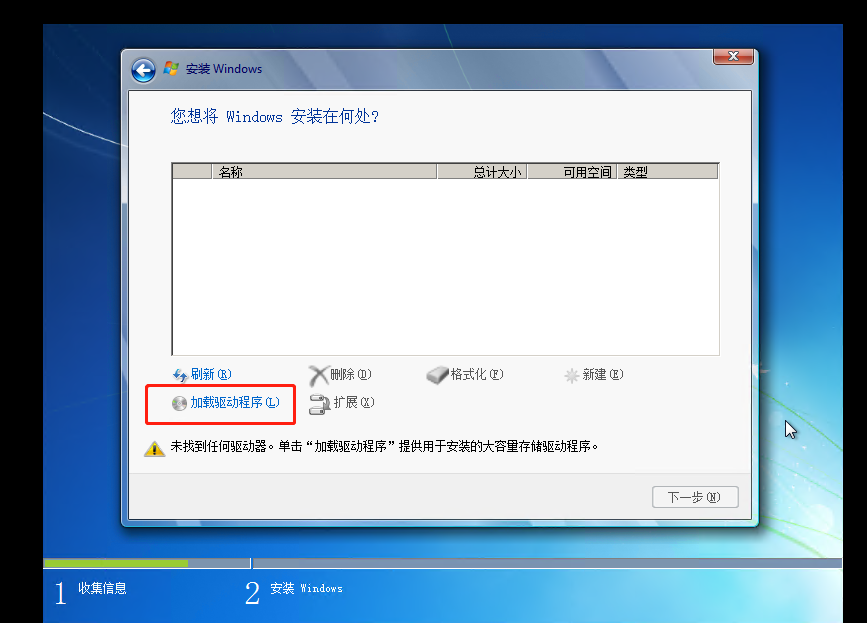 安装 Windows
您想将 Windows 安装在何处?
名称 总计大小 可用空间 类型
刷新(R) 删除(D) 格式化(F) 新建(E)
加载驱动程序(L) 扩展(X)
未找到任何驱动器。单击“加载驱动程序”提供用于安装的大容量存储驱动程序。
下一步(N)
1 收集信息 2 安装 Windows